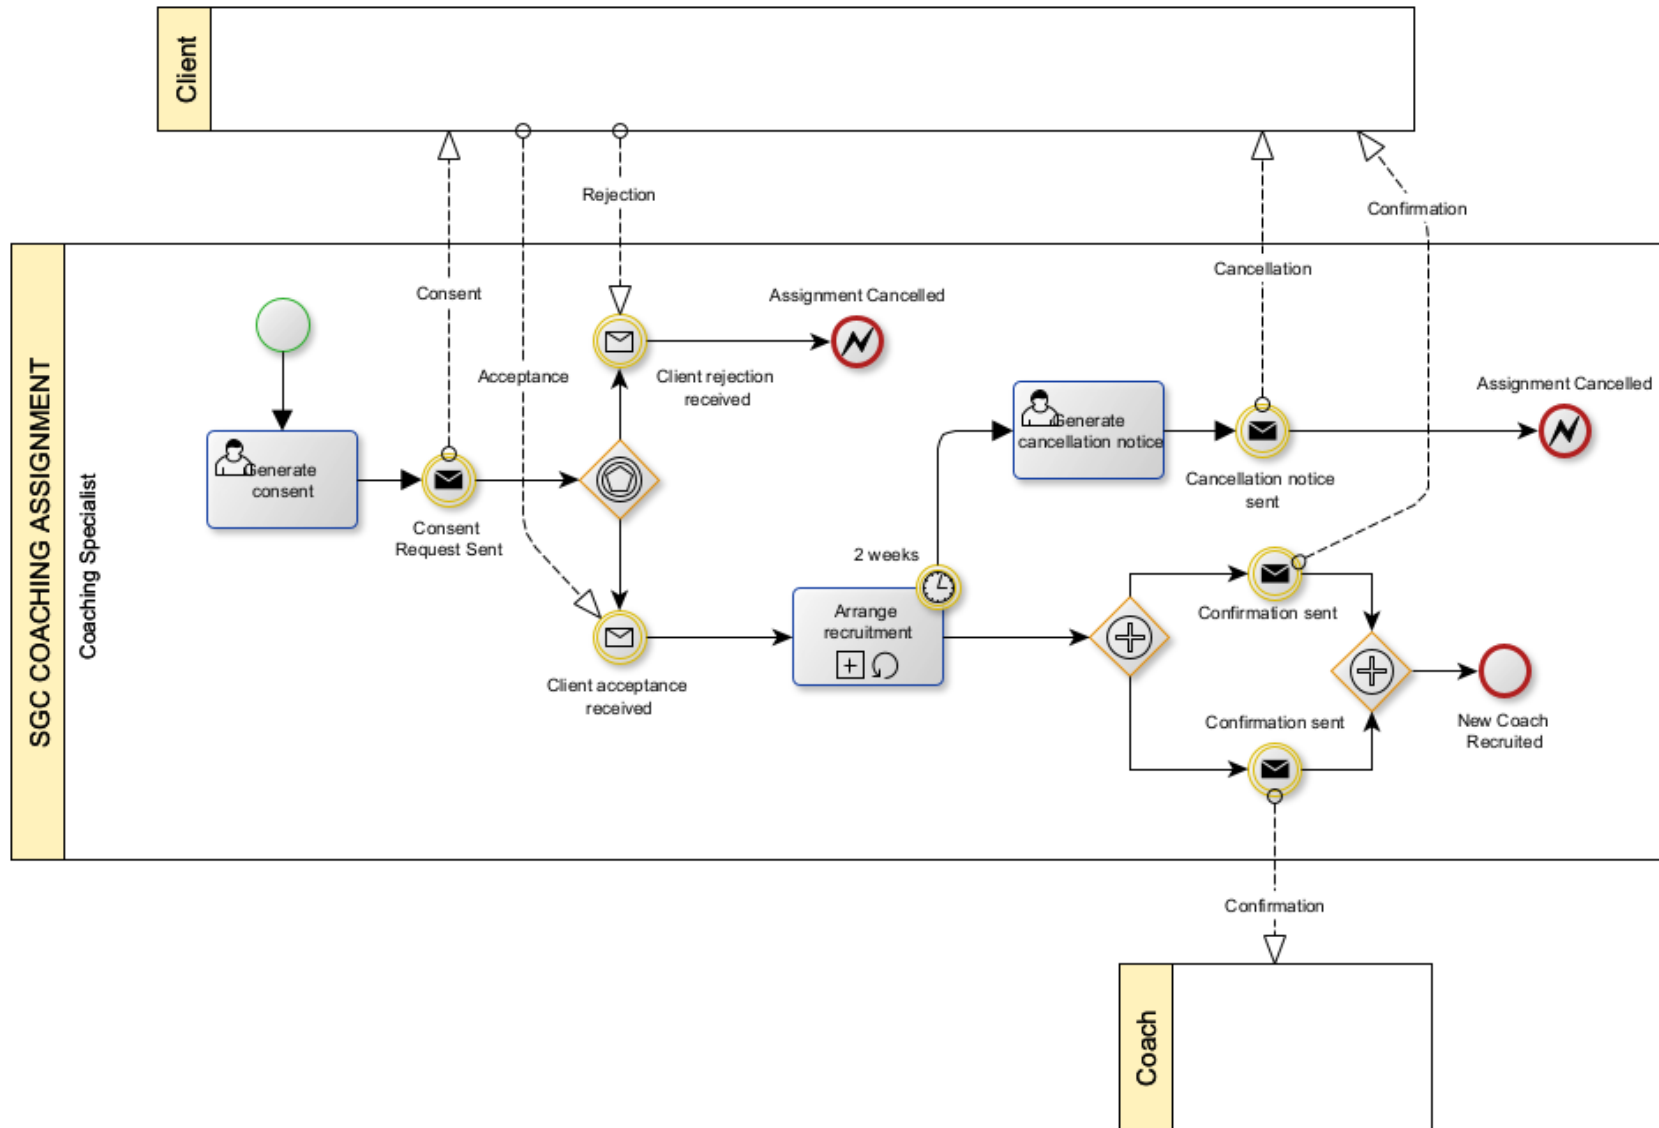 Client
Rejection
Confirmation
Consent
Cancellation
Assignment Cancelled
Acceptance
Client rejection
received
SGC COACHING ASSIGNMENT
Coaching Specialist
Generate
consent
Consent
Request Sent
Generate
cancellation notice
Assignment Cancelled
Cancellation notice
sent
2 weeks
Arrange
recruitment
Confirmation sent
Client acceptance
received
Confirmation sent
New Coach
Recruited
Confirmation
Coach